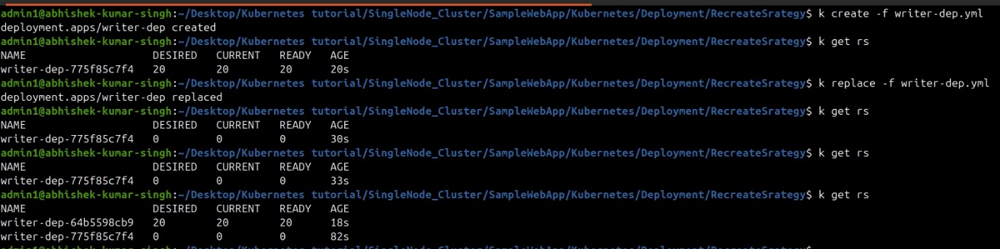 admin1@abhishek-kumar-singh:~/Desktop/Kubernetes tutorial/SingleNode_Cluster/SampleWebApp/Kubernetes/Deployment/RecreateSrategy$ k create -f writer-dep.yml
deployment.apps/writer-dep created
admin1@abhishek-kumar-singh:~/Desktop/Kubernetes tutorial/SingleNode_Cluster/SampleWebApp/Kubernetes/Deployment/RecreateSrategy$ k get rs
NAME DESIRED CURRENT READY AGE
writer-dep-775f85c7f4 20 20 20 20s
admin1@abhishek-kumar-singh:~/Desktop/Kubernetes tutorial/SingleNode_Cluster/SampleWebApp/Kubernetes/Deployment/RecreateSrategy$ k replace -f writer-dep.yml
deployment.apps/writer-dep replaced
admin1@abhishek-kumar-singh:~/Desktop/Kubernetes tutorial/SingleNode_Cluster/SampleWebApp/Kubernetes/Deployment/RecreateSrategy$ k get rs
NAME DESIRED CURRENT READY AGE
writer-dep-775f85c7f4 0 0 0 30s
admin1@abhishek-kumar-singh:~/Desktop/Kubernetes tutorial/SingleNode_Cluster/SampleWebApp/Kubernetes/Deployment/RecreateSrategy$ k get rs
NAME DESIRED CURRENT READY AGE
writer-dep-775f85c7f4 0 0 0 33s
admin1@abhishek-kumar-singh:~/Desktop/Kubernetes tutorial/SingleNode_Cluster/SampleWebApp/Kubernetes/Deployment/RecreateSrategy$ k get rs
NAME DESIRED CURRENT READY AGE
writer-dep-64b5598cb9 20 20 20 18s
writer-dep-775f85c7f4 0 0 0 82s